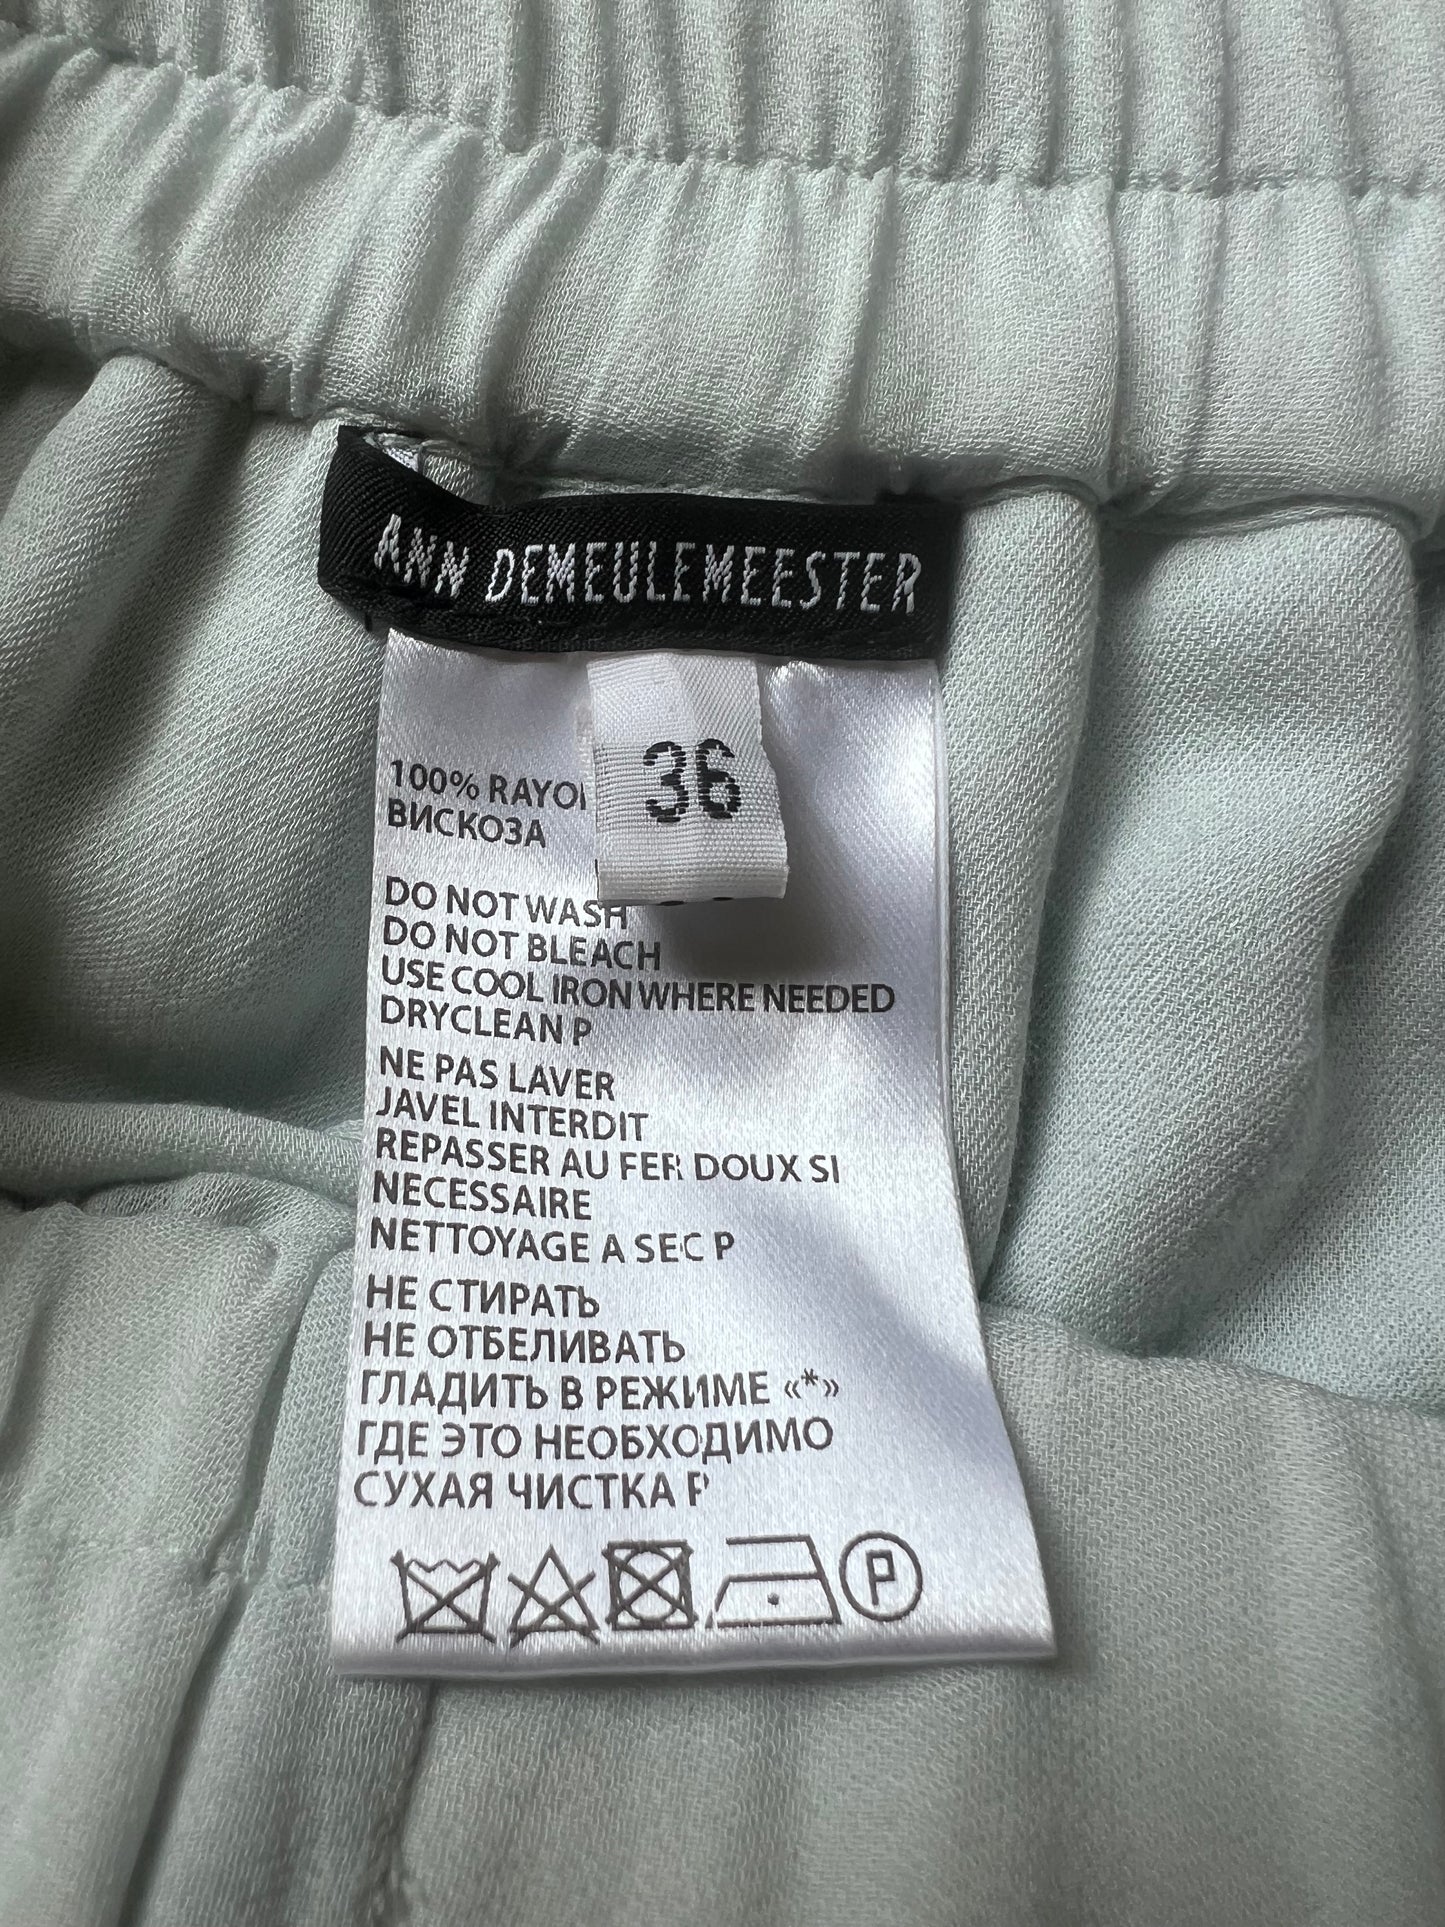 ANN DEMEULEMEESTER
36
100% RAYO
ВИСКОЗА
DO NOT WASH
DO NOT BLEACH
USE COOL IRON WHERE NEEDED
DRYCLEAN P
NE PAS LAVER
JAVEL INTERDIT
REPASSER AU FER DOUX SI
NECESSAIRE
NETTOYAGE A SEC P
НЕ СТИРАТЬ
НЕ ОТБЕЛИВАТЬ
ГЛАДИТЬ В РЕЖИМЕ «*»
ГДЕ ЭТО НЕОБХОДИМО
СУХАЯ ЧИСТКА P
P